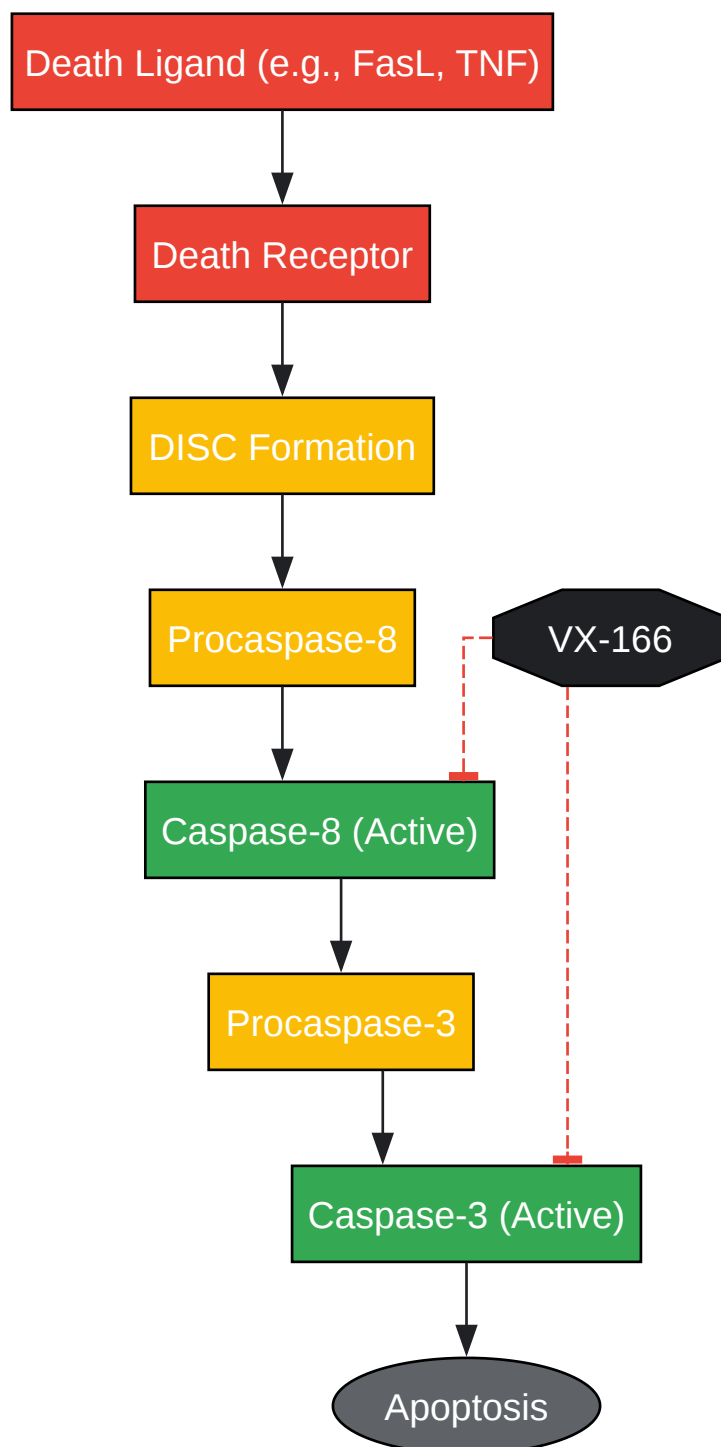 Death Ligand (e.g., FasL, TNF)
Death Receptor
DISC Formation
Procaspase-8
VX-166
Caspase-8 (Active)
Procaspase-3
Caspase-3 (Active)
Apoptosis